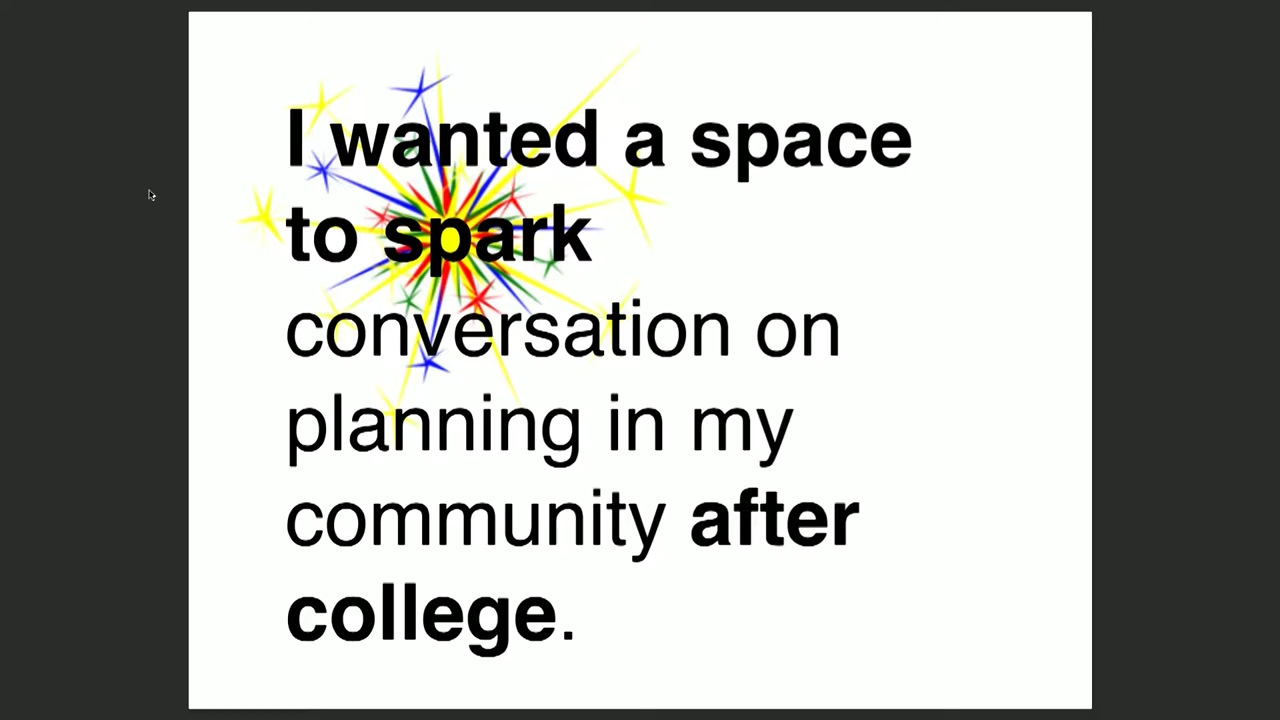 I wanted a space
to spark
conversation on
planning in my
community after
college.